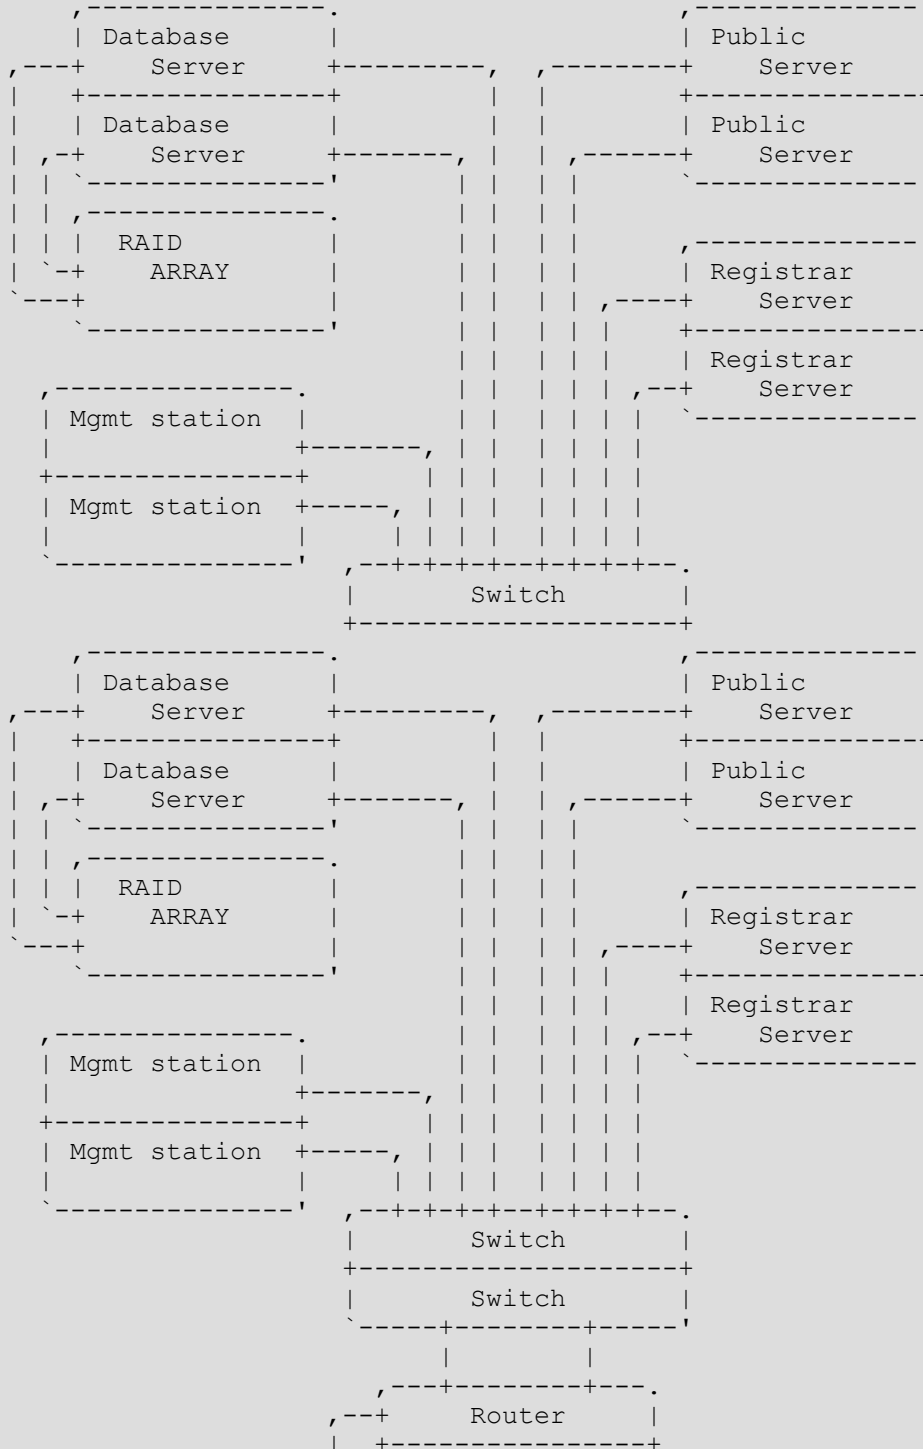 Database Public
Server Server
Database Public
Server Server
RAID
ARRAY Registrar
Server
Registrar
Server
Mgmt station
Mgmt station
Switch
Database Public
Server Server
Database Public
Server Server
RAID
ARRAY Registrar
Server
Registrar
Server
Mgmt station
Mgmt station
Switch
Switch
Router